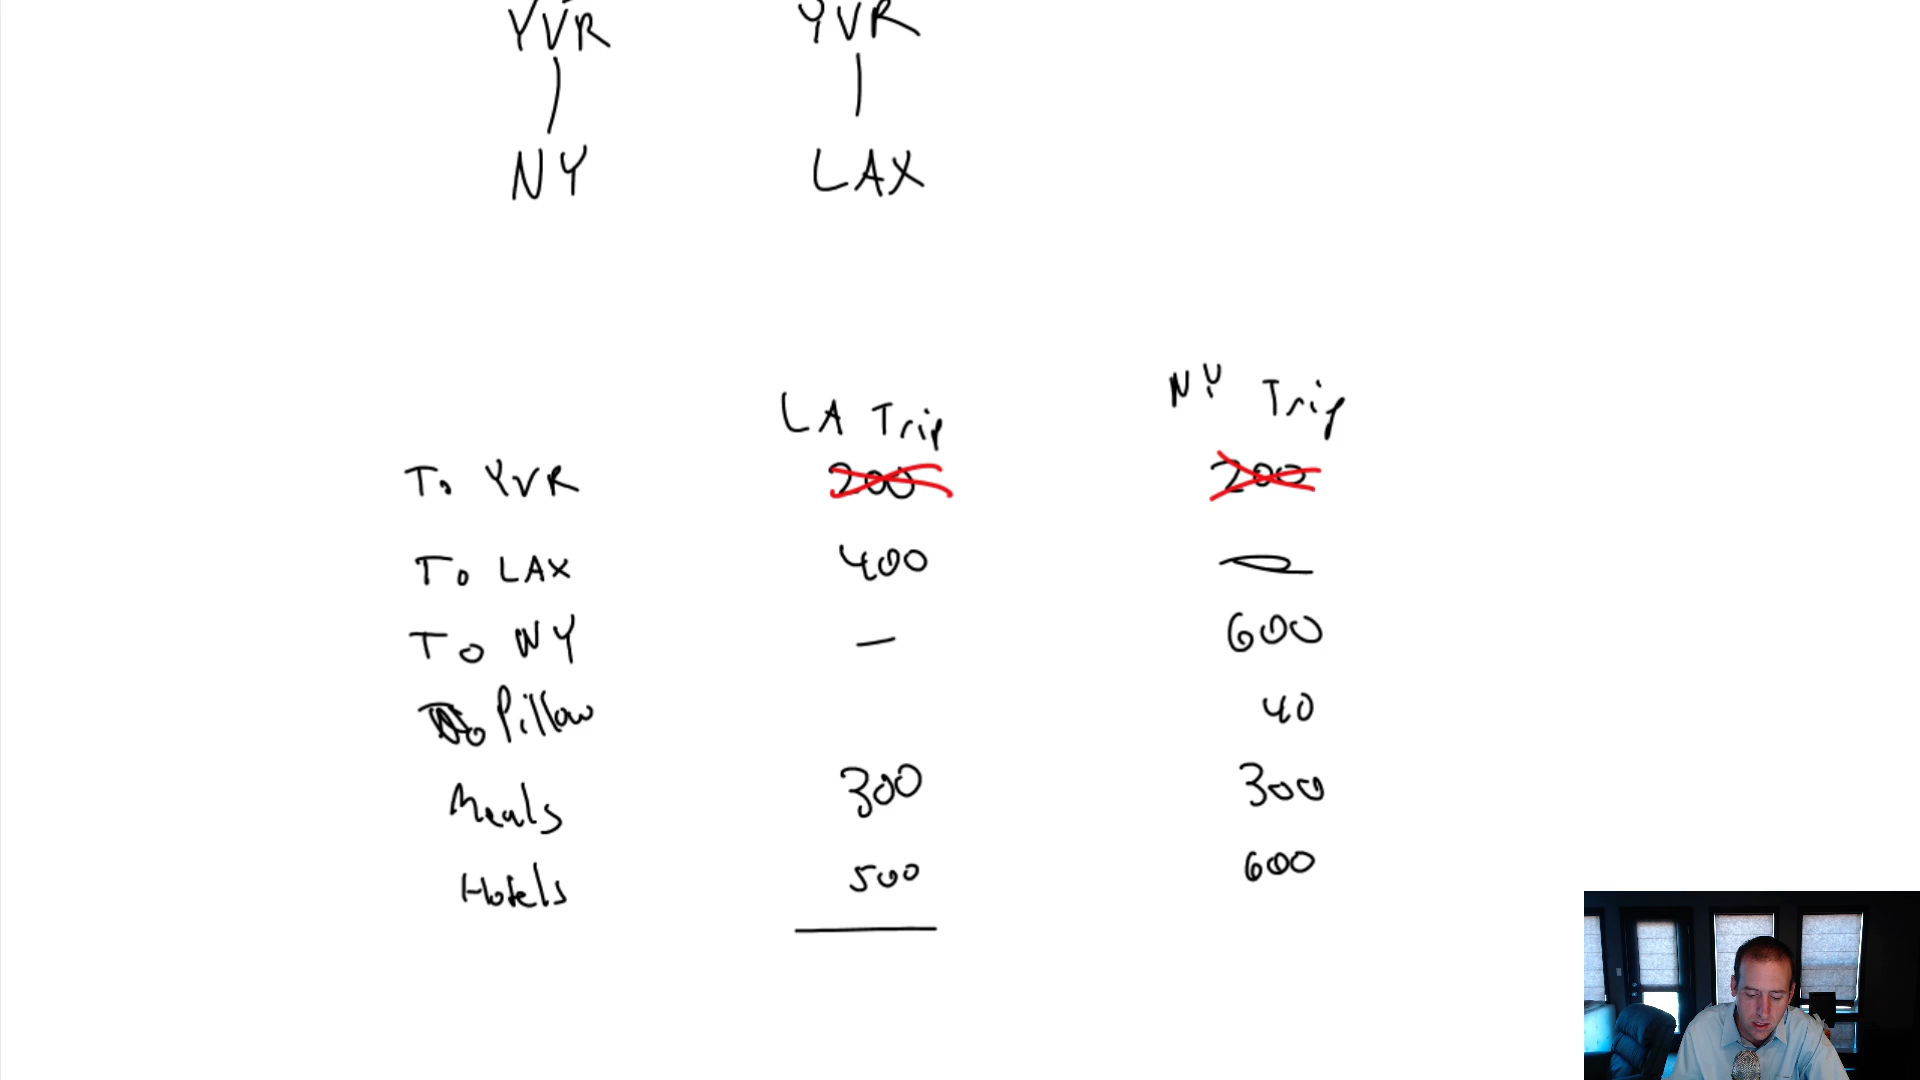 YVR YVR
NY LAX
LA Trip NY Trip
To YVR 200 200
To LAX 400
To NY — 600
Pillow 40
Meals 300 300
Hotels 500 600